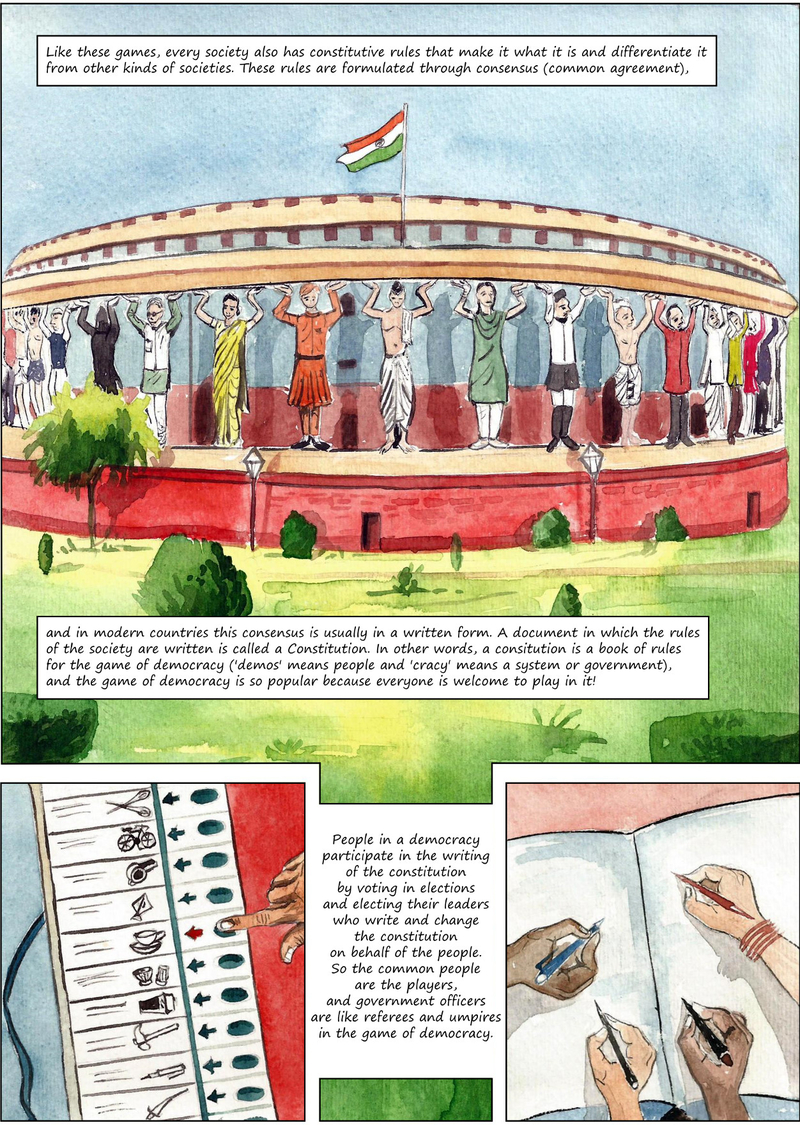 Like these games, every society also has constitutive rules that make it what it is and differentiate it
from other kinds of societies. These rules are formulated through consensus (common agreement),
and in modern countries this consensus is usually in a written form. A document in which the rules
of the society are written is called a Constitution. In other words, a consitution is a book of rules
for the game of democracy ('demos' means people and 'cracy' means a system or government),
and the game of democracy is so popular because everyone is welcome to play in it!
People in a democracy
participate in the writing
of the constitution
by voting in elections
and electing their leaders
who write and change
the constitution
on behalf of the people.
So the common people
are the players,
and government officers
are like referees and umpires
in the game of democracy.